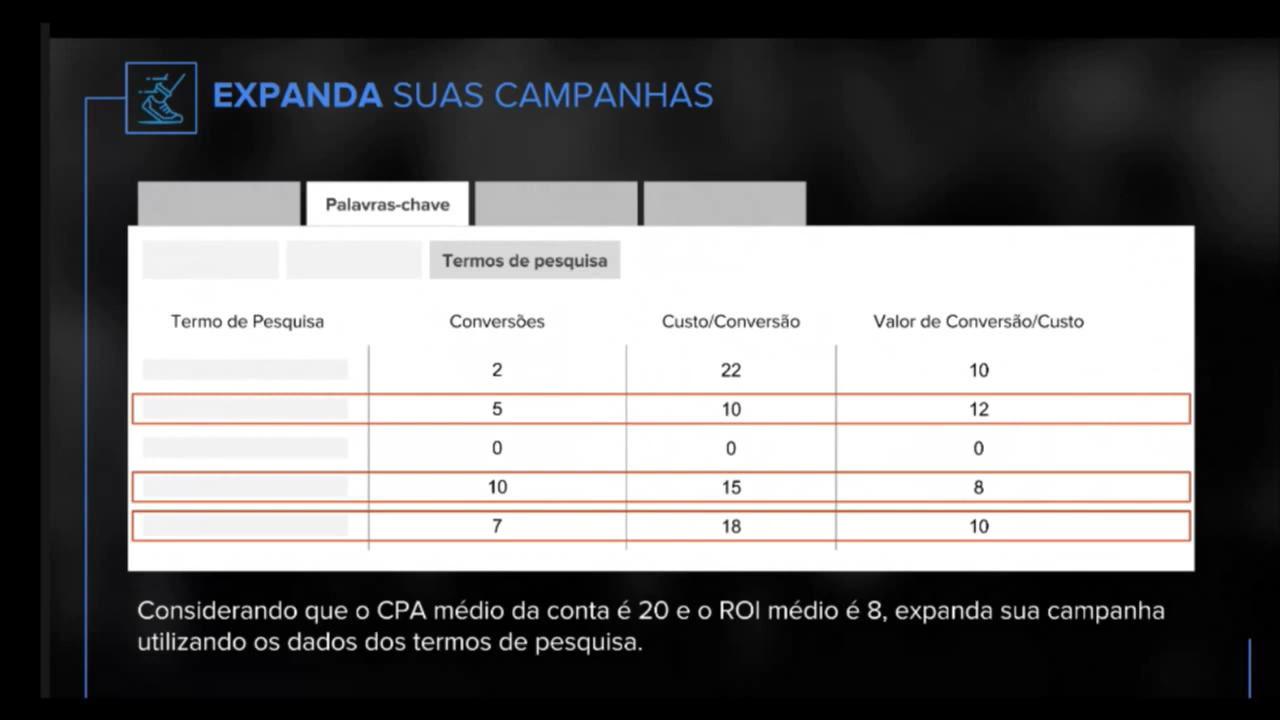 EXPANDA SUAS CAMPANHAS
Palavras-chave
Termos de pesquisa
Termo de Pesquisa Conversões Custo/Conversão Valor de Conversão/Custo
2 22 10
5 10 12
0 0 0
10 15 8
7 18 10
Considerando que o CPA médio da conta é 20 e o ROI médio é 8, expanda sua campanha
utilizando os dados dos termos de pesquisa.